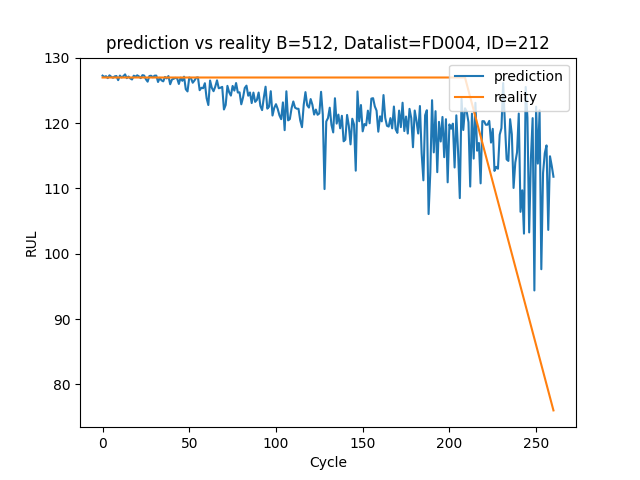 prediction vs reality B=512, Datalist=FD004, ID=212
prediction
reality
130
120
110
100
90
80
RUL
0
50
100
150
200
250
Cycle